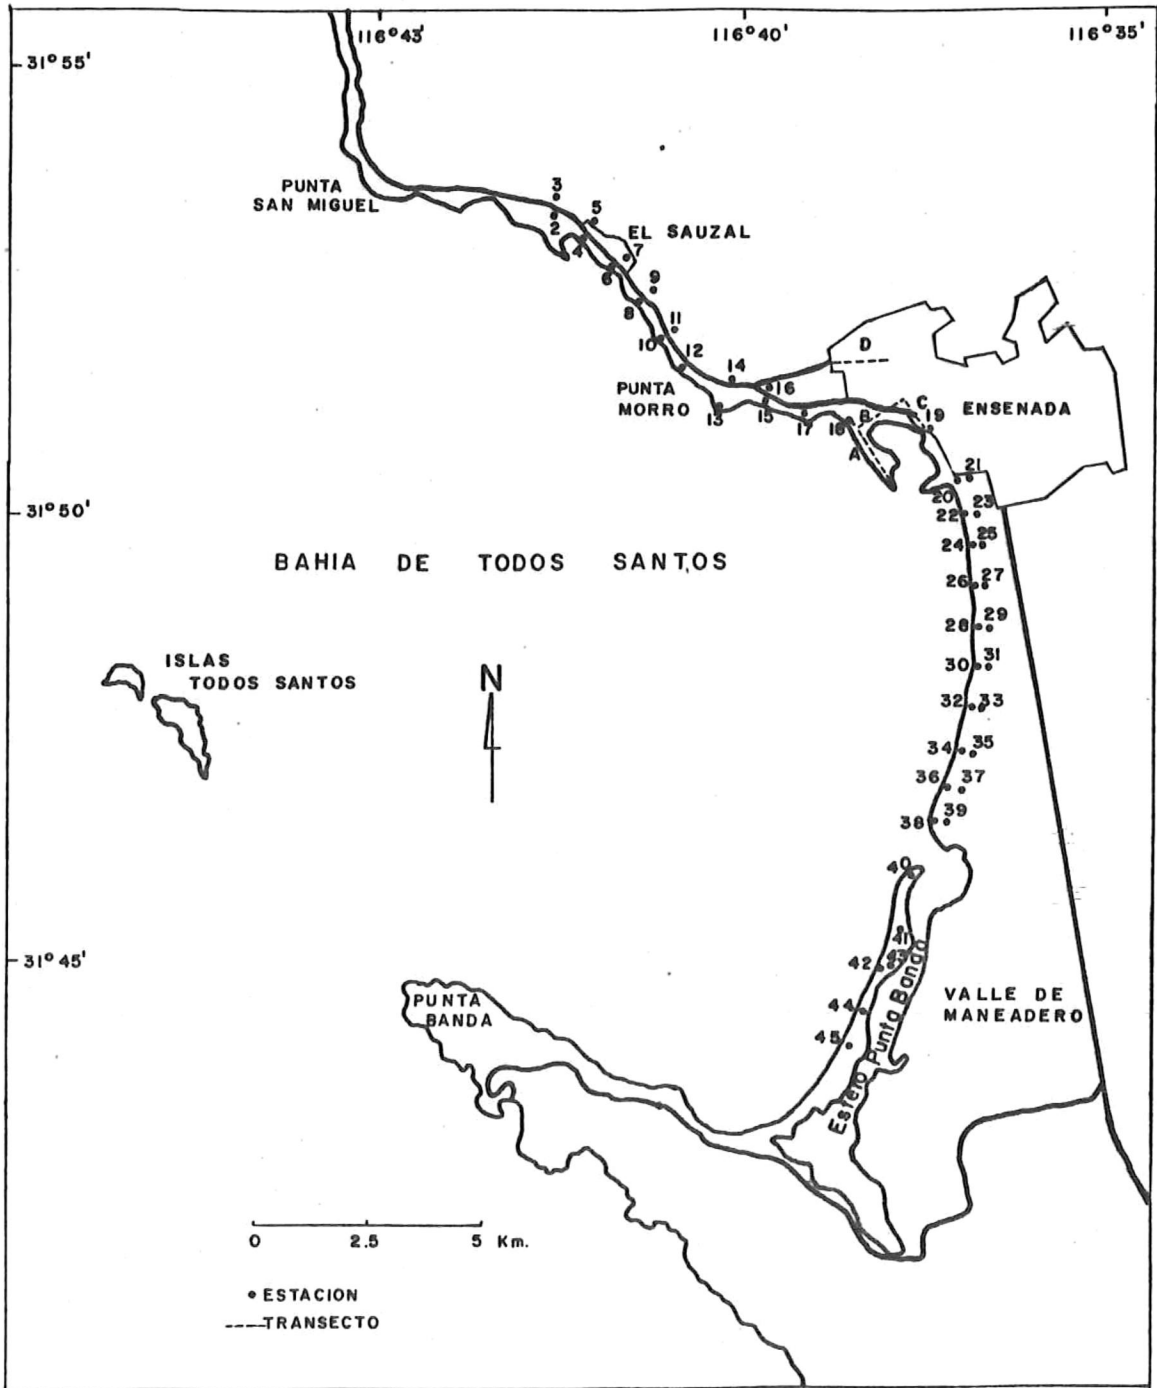 116°43'
116°40'
116°35'
31°55'
PUNTA
SAN MIGUEL
3
2
5
4
EL SAUZAL
7
6
9
8
11
10
12
14
D
PUNTA
MORRO
16
13
15
17
18
B
C
A
19
ENSENADA
21
20
31°50'
22
23
24
25
BAHIA DE TODOS SANTOS
26
27
28
29
ISLAS
TODOS SANTOS
30
31
N
32
33
34
35
36
37
38
39
40
41
31°45'
42
43
PUNTA
BANDA
44
45
Estero Punta Banda
VALLE DE
MANEADERO
0 2.5 5 Km.
ESTACION
TRANSECTO